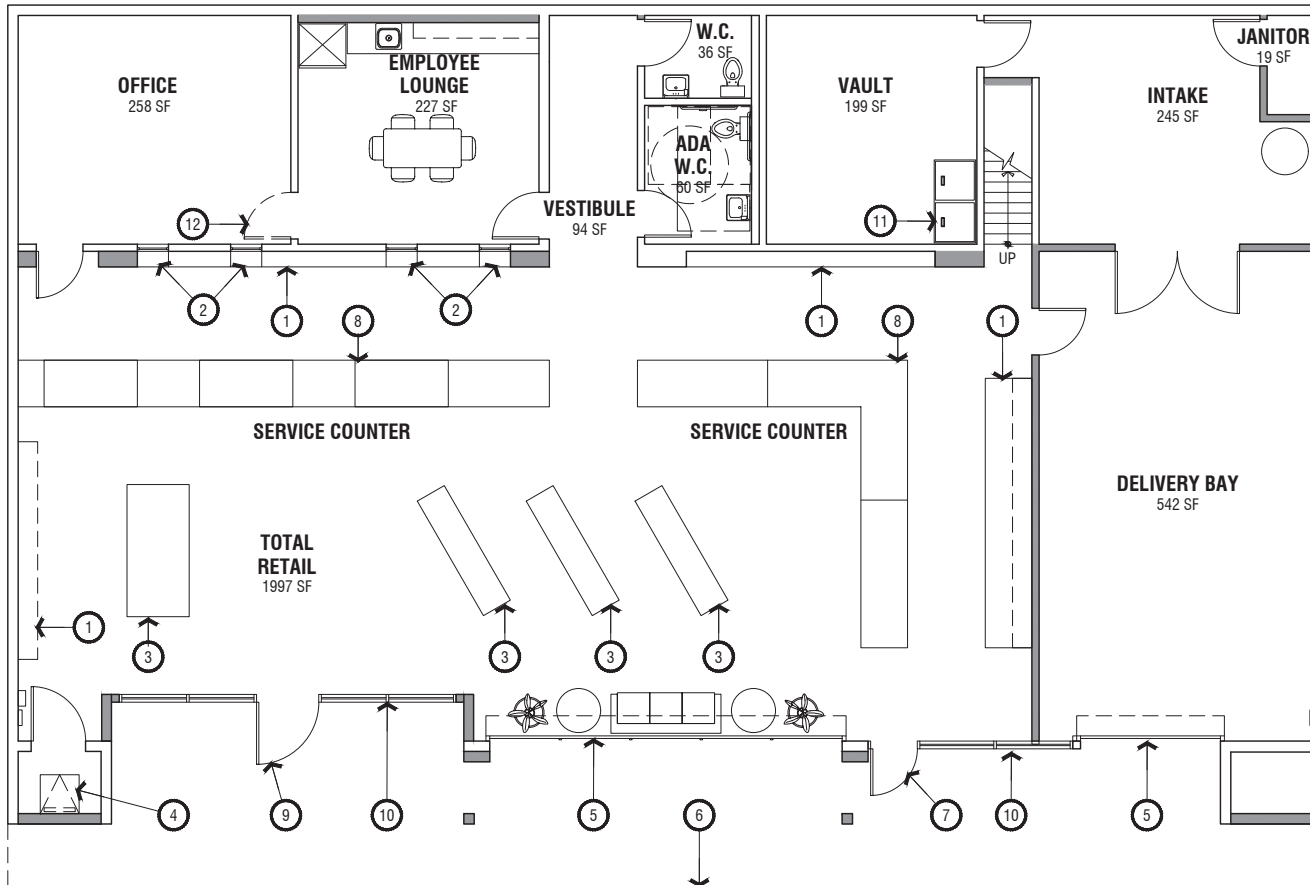 W.C.
36 SF
JANITOR
19 SF
EMPLOYEE
LOUNGE
227 SF
OFFICE
258 SF
VAULT
199 SF
INTAKE
245 SF
ADA
W.C.
60 SF
VESTIBULE
94 SF
12
11
UP
2
1
8
2
1
8
1
SERVICE COUNTER
SERVICE COUNTER
DELIVERY BAY
542 SF
TOTAL
RETAIL
1997 SF
1
3
3
3
3
4
9
10
5
6
7
10
5